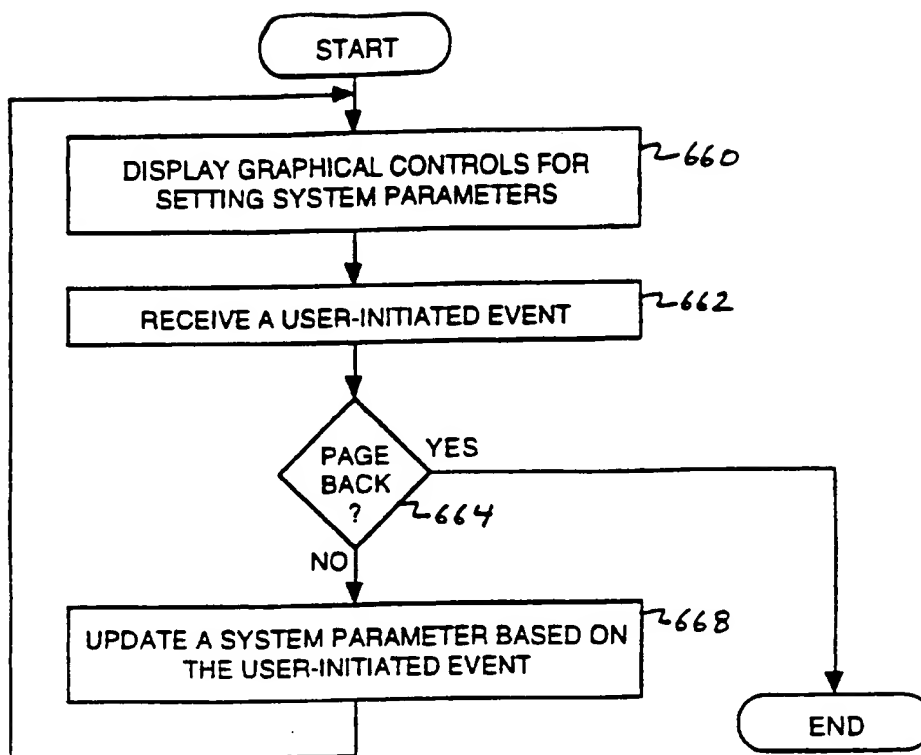 START
DISPLAY GRAPHICAL CONTROLS FOR
SETTING SYSTEM PARAMETERS
660
RECEIVE A USER-INITIATED EVENT
662
PAGE
BACK
?
YES
664
NO
UPDATE A SYSTEM PARAMETER BASED ON
THE USER-INITIATED EVENT
668
END